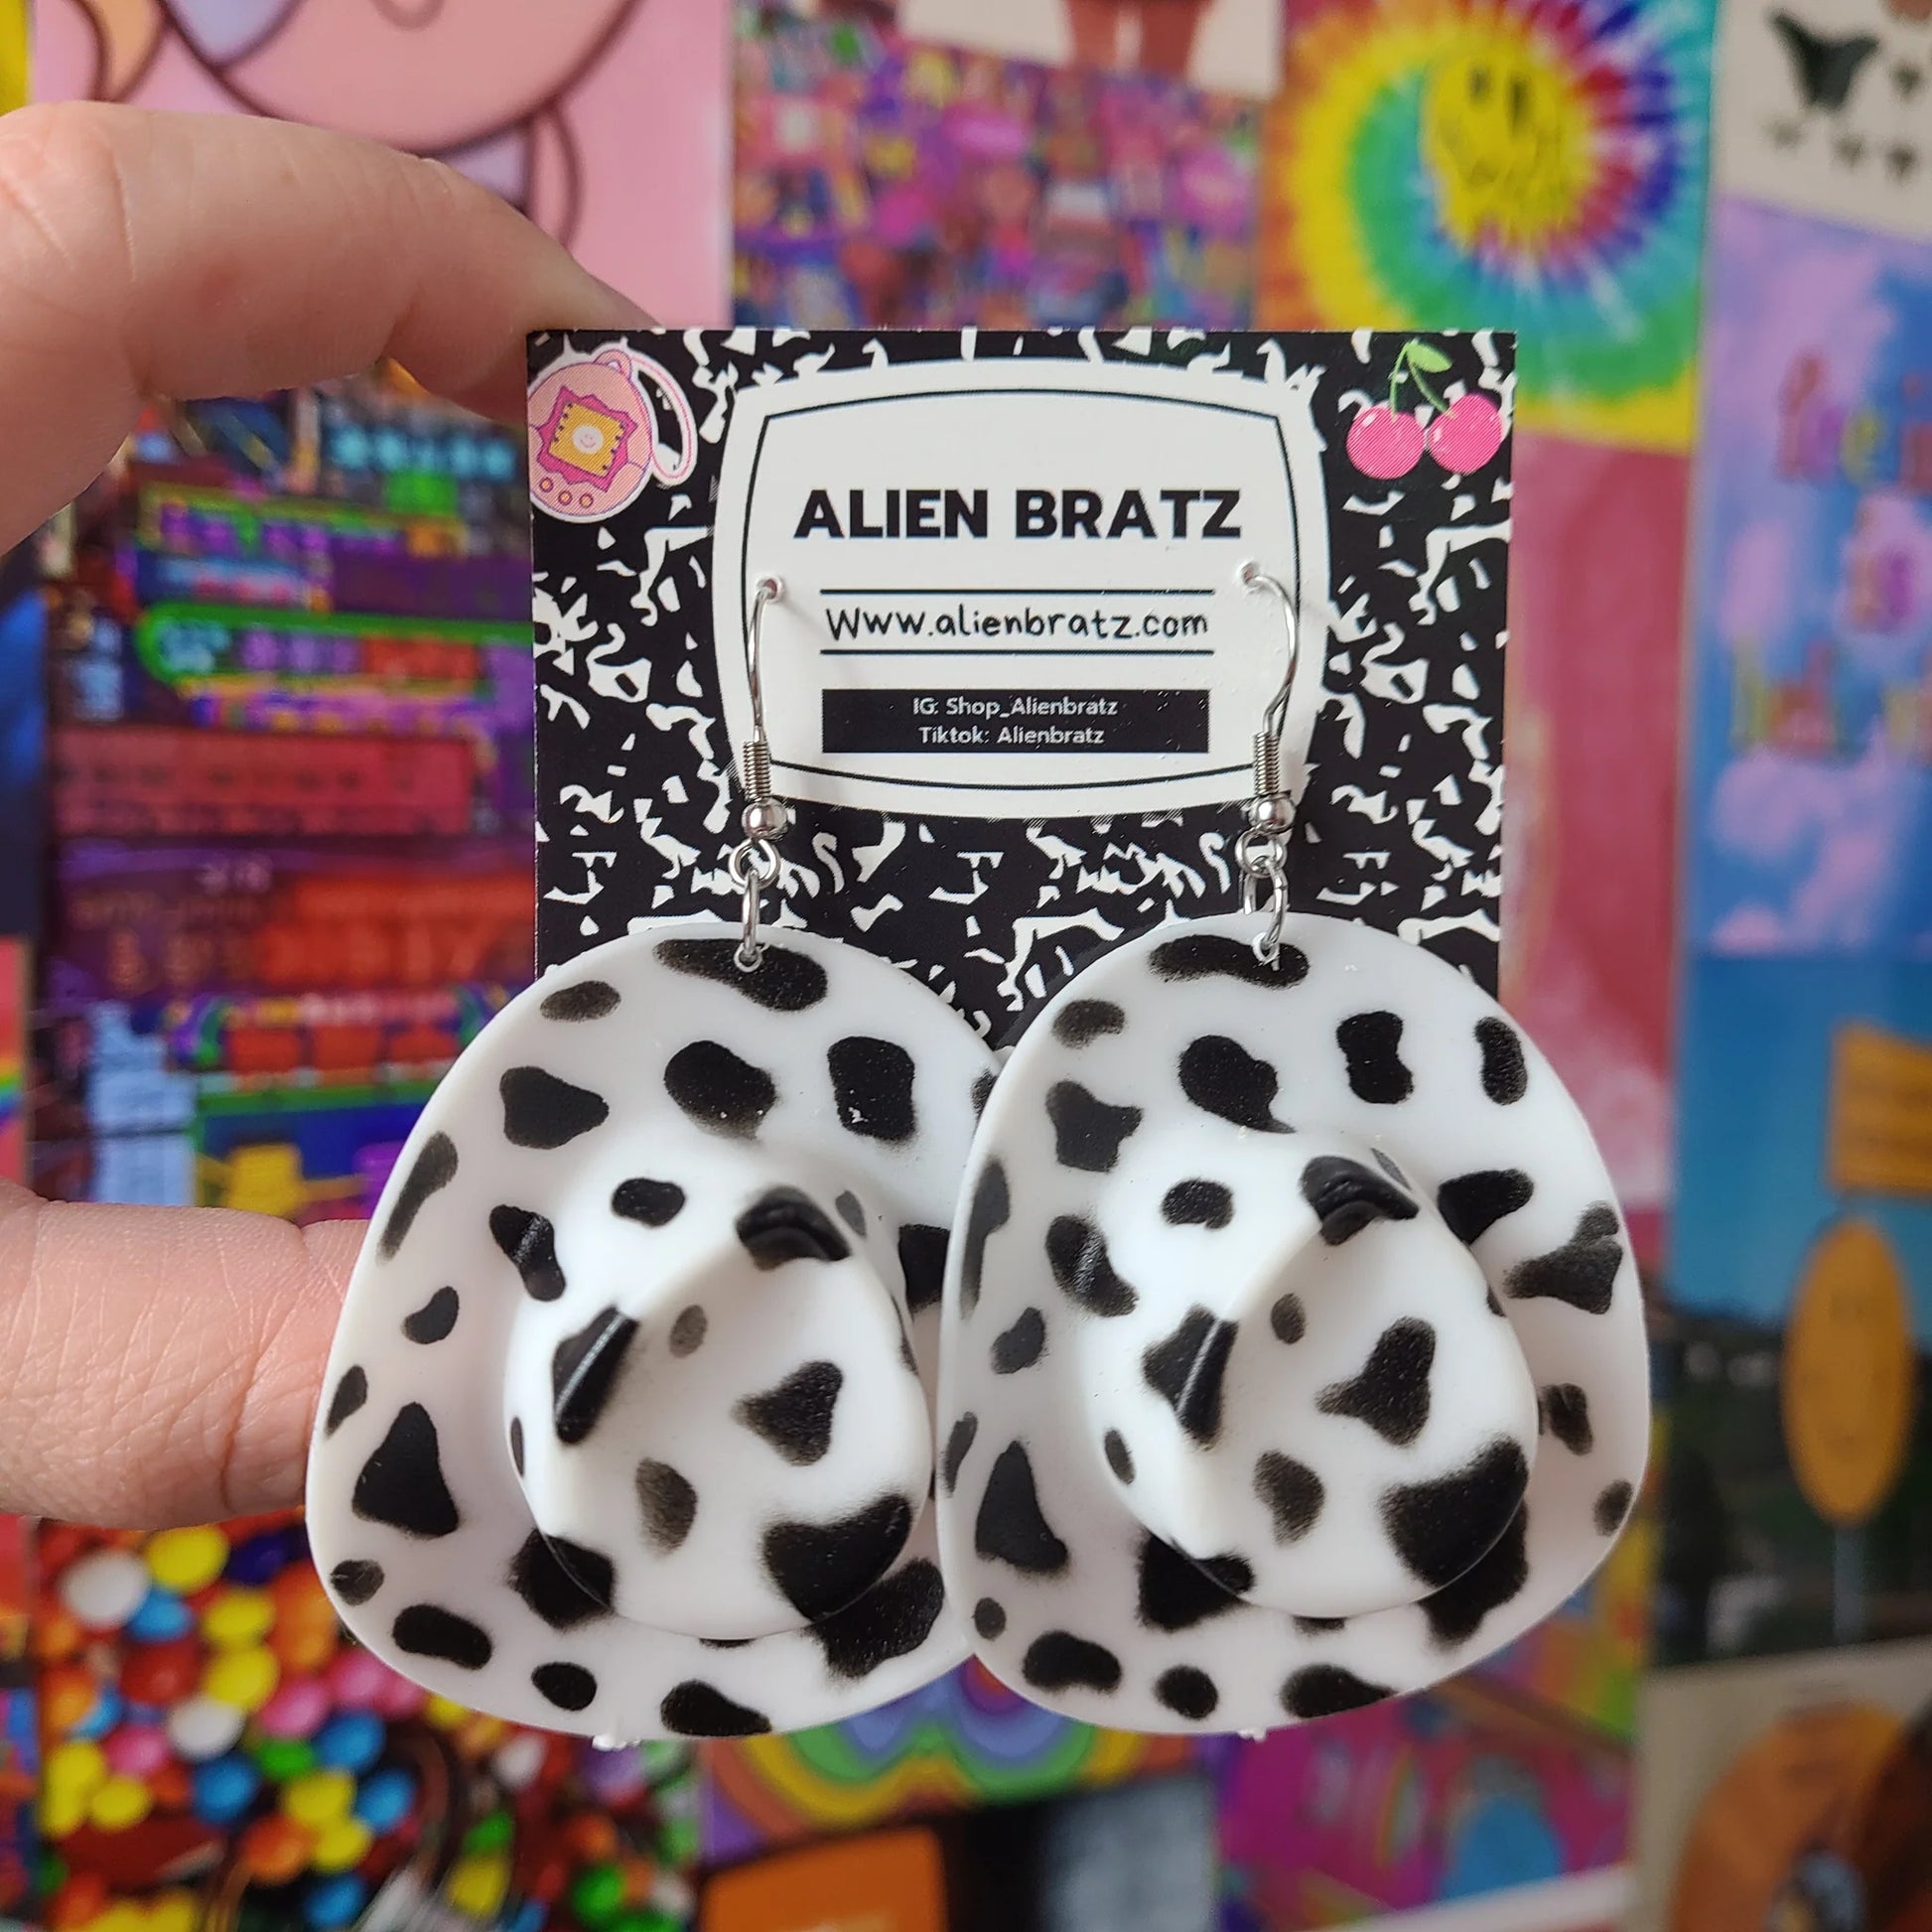 ALIEN BRATZ
Www.alienbratz.com
IG: Shop_Alienbratz
Tiktok: Alienbratz